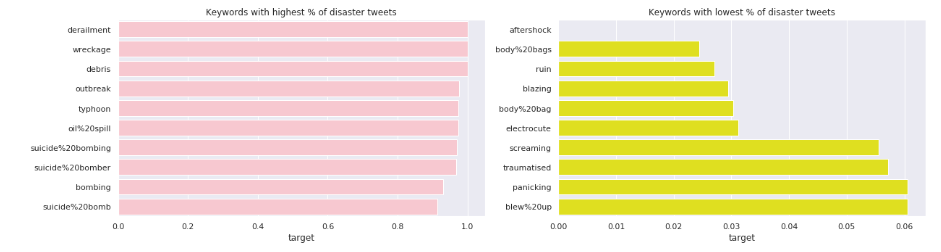 Keywords with highest % of disaster tweets
derailment
wreckage
debris
outbreak
typhoon
oil%20spill
suicide%20bombing
suicide%20bomber
bombing
suicide%20bomb
0.0 0.2 0.4 0.6 0.8 1.0
target
Keywords with lowest % of disaster tweets
aftershock
body%20bags
ruin
blazing
body%20bag
electrocute
screaming
traumatised
panicking
blew%20up
0.00 0.01 0.02 0.03 0.04 0.05 0.06
target